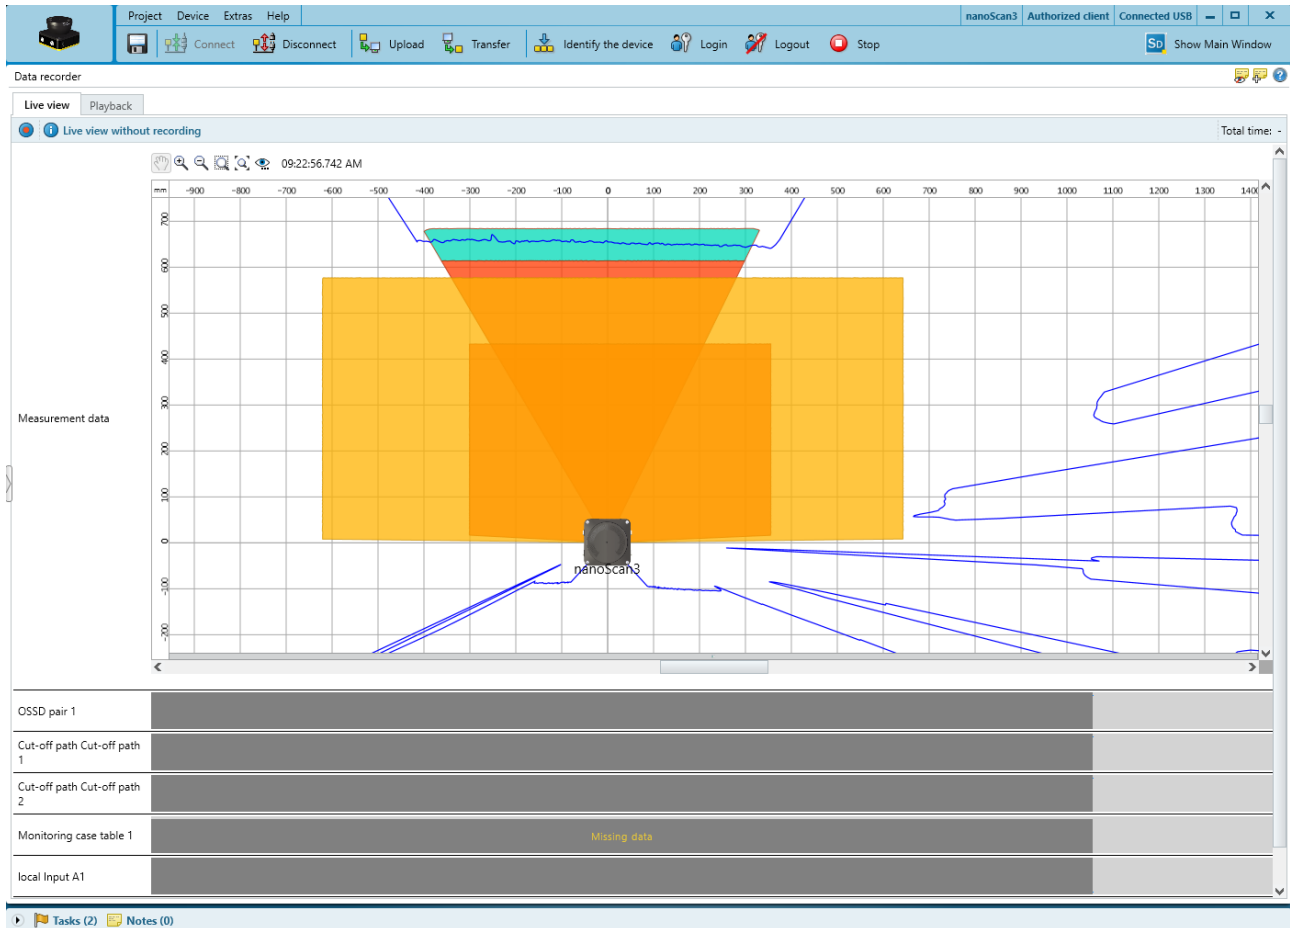 Project Device Extras Help nanoScan3 Authorized client Connected USB
Connect Disconnect Upload Transfer Identify the device Login Logout Stop SD Show Main Window
Data recorder
Live view Playback
Live view without recording Total time: -
09:22:56.742 AM
mm -900 -800 -700 -600 -500 -400 -300 -200 -100 0 100 200 300 400 500 600 700 800 900 1000 1100 1200 1300 140
700
600
500
400
300
Measurement data
200
100
0
nanoScan3
-100
-200
OSSD pair 1
Cut-off path Cut-off path
1
Cut-off path Cut-off path
2
Monitoring case table 1 Missing data
local Input A1
Tasks (2) Notes (0)